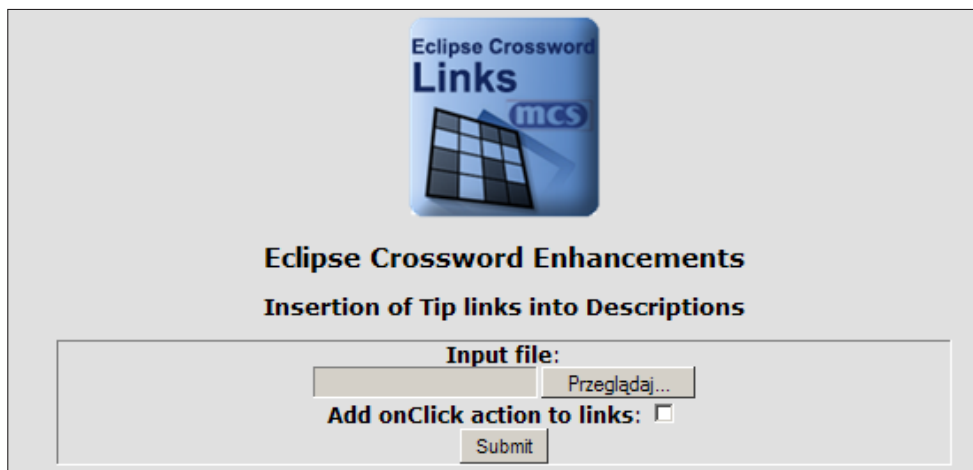 Eclipse Crossword
Links
mcs
Eclipse Crossword Enhancements
Insertion of Tip links into Descriptions
Input file:
Przeglądaj...
Add onClick action to links:
Submit